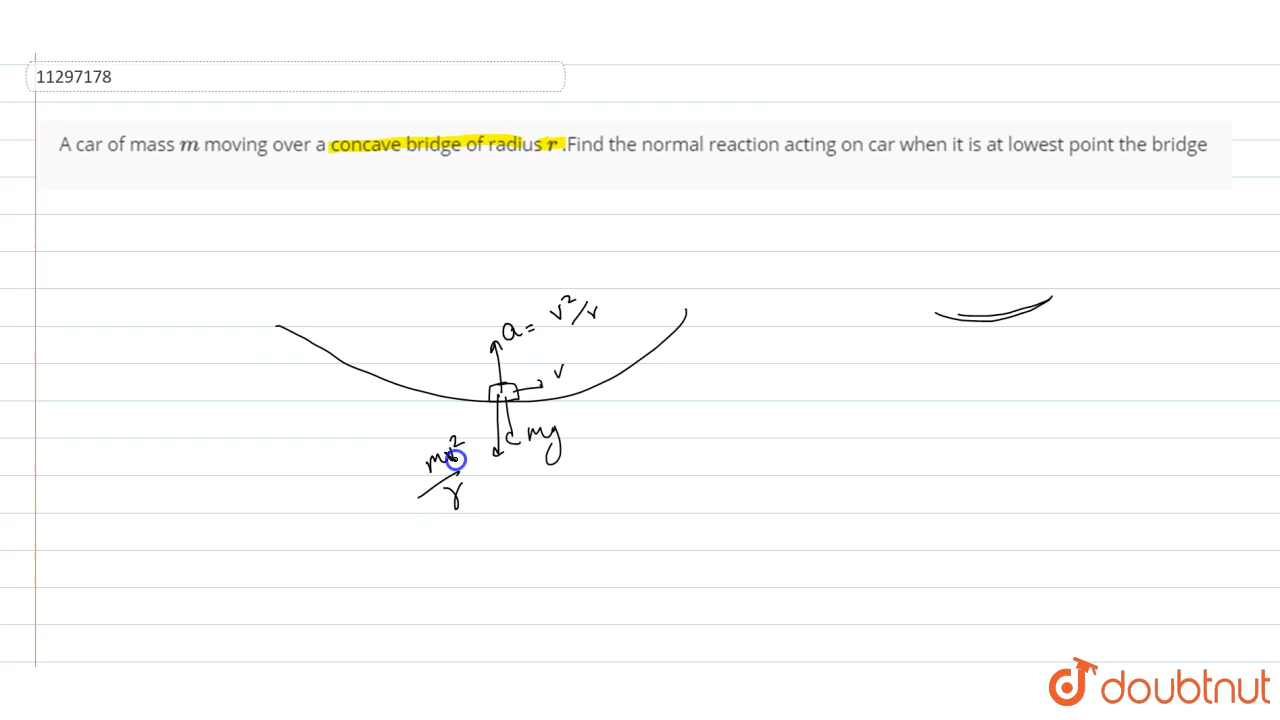 11297178
A car of mass m moving over a concave bridge of radius r .Find the normal reaction acting on car when it is at lowest point the bridge
a = v²/r
v
mg
mv²/r
doubtnut